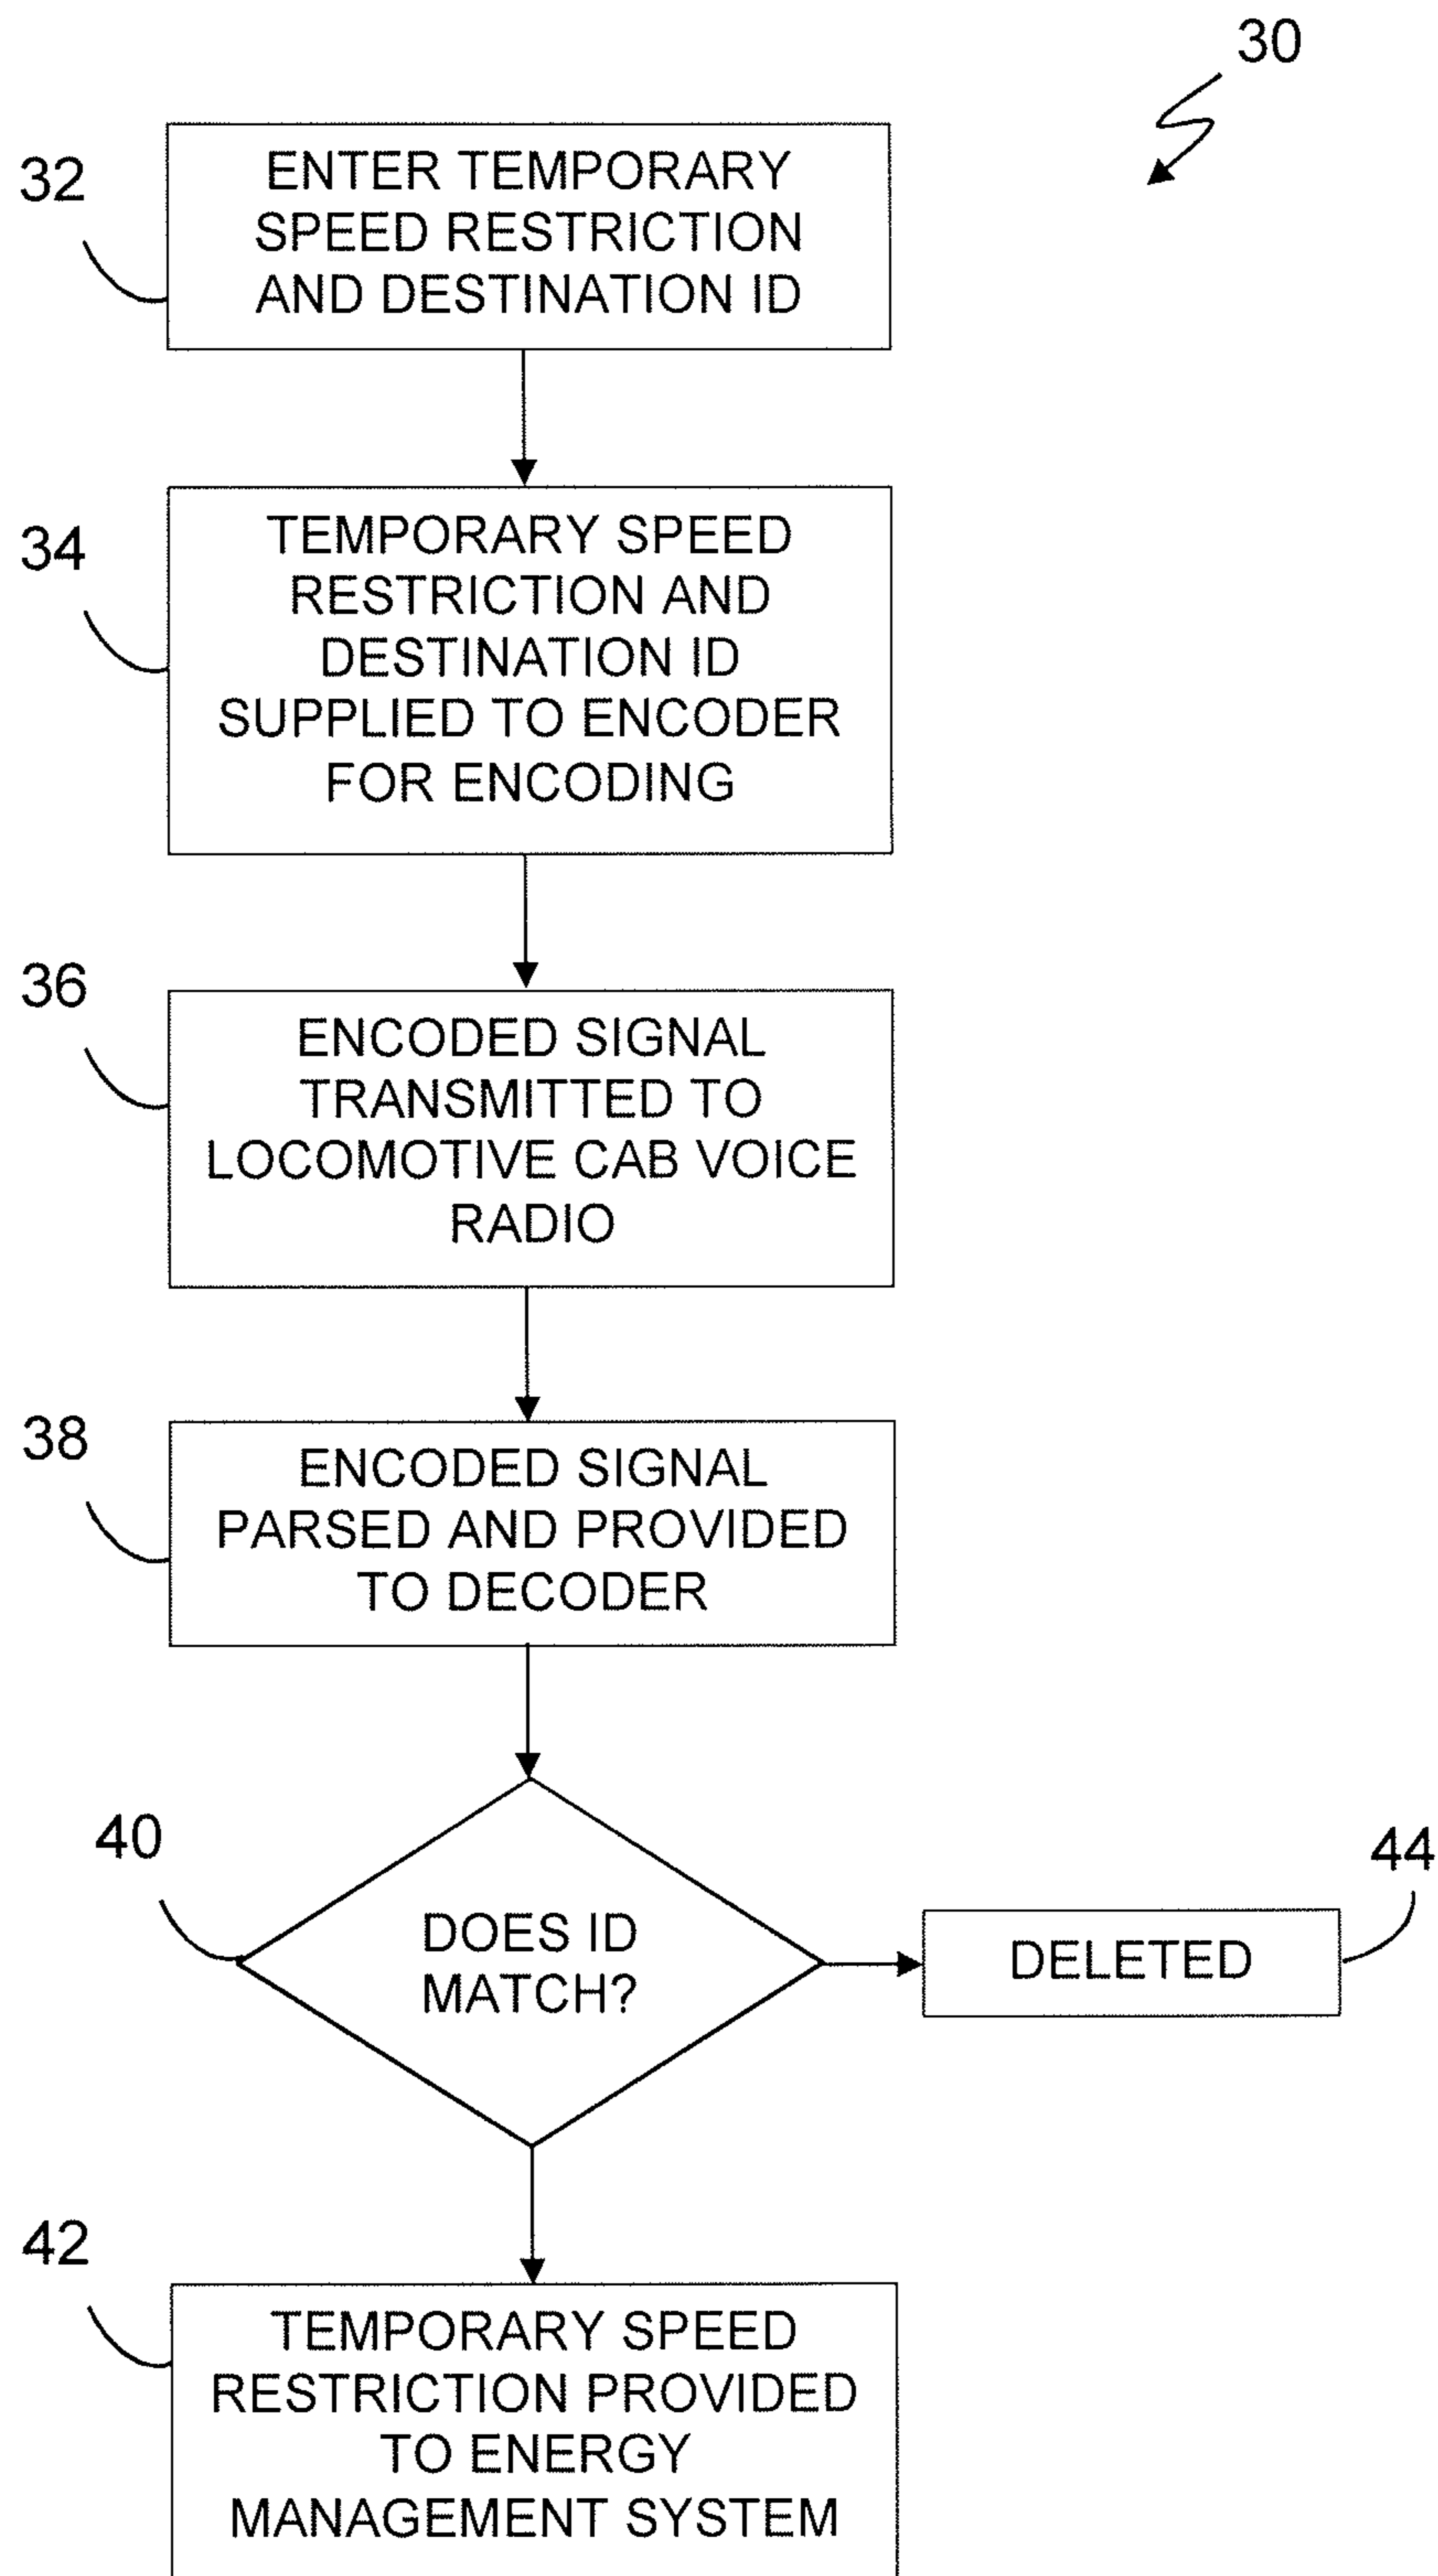 30
32
ENTER TEMPORARY
SPEED RESTRICTION
AND DESTINATION ID
34
TEMPORARY SPEED
RESTRICTION AND
DESTINATION ID
SUPPLIED TO ENCODER
FOR ENCODING
36
ENCODED SIGNAL
TRANSMITTED TO
LOCOMOTIVE CAB VOICE
RADIO
38
ENCODED SIGNAL
PARSED AND PROVIDED
TO DECODER
40
DOES ID
MATCH?
44
DELETED
42
TEMPORARY SPEED
RESTRICTION PROVIDED
TO ENERGY
MANAGEMENT SYSTEM